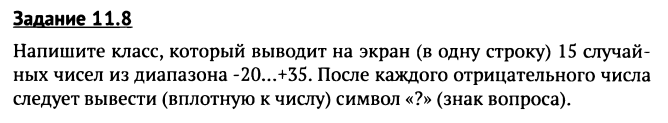 Задание 11.8
Напишите класс, который выводит на экран (в одну строку) 15 случай-
ных чисел из диапазона -20...+35. После каждого отрицательного числа
следует вывести (вплотную к числу) символ «?» (знак вопроса).